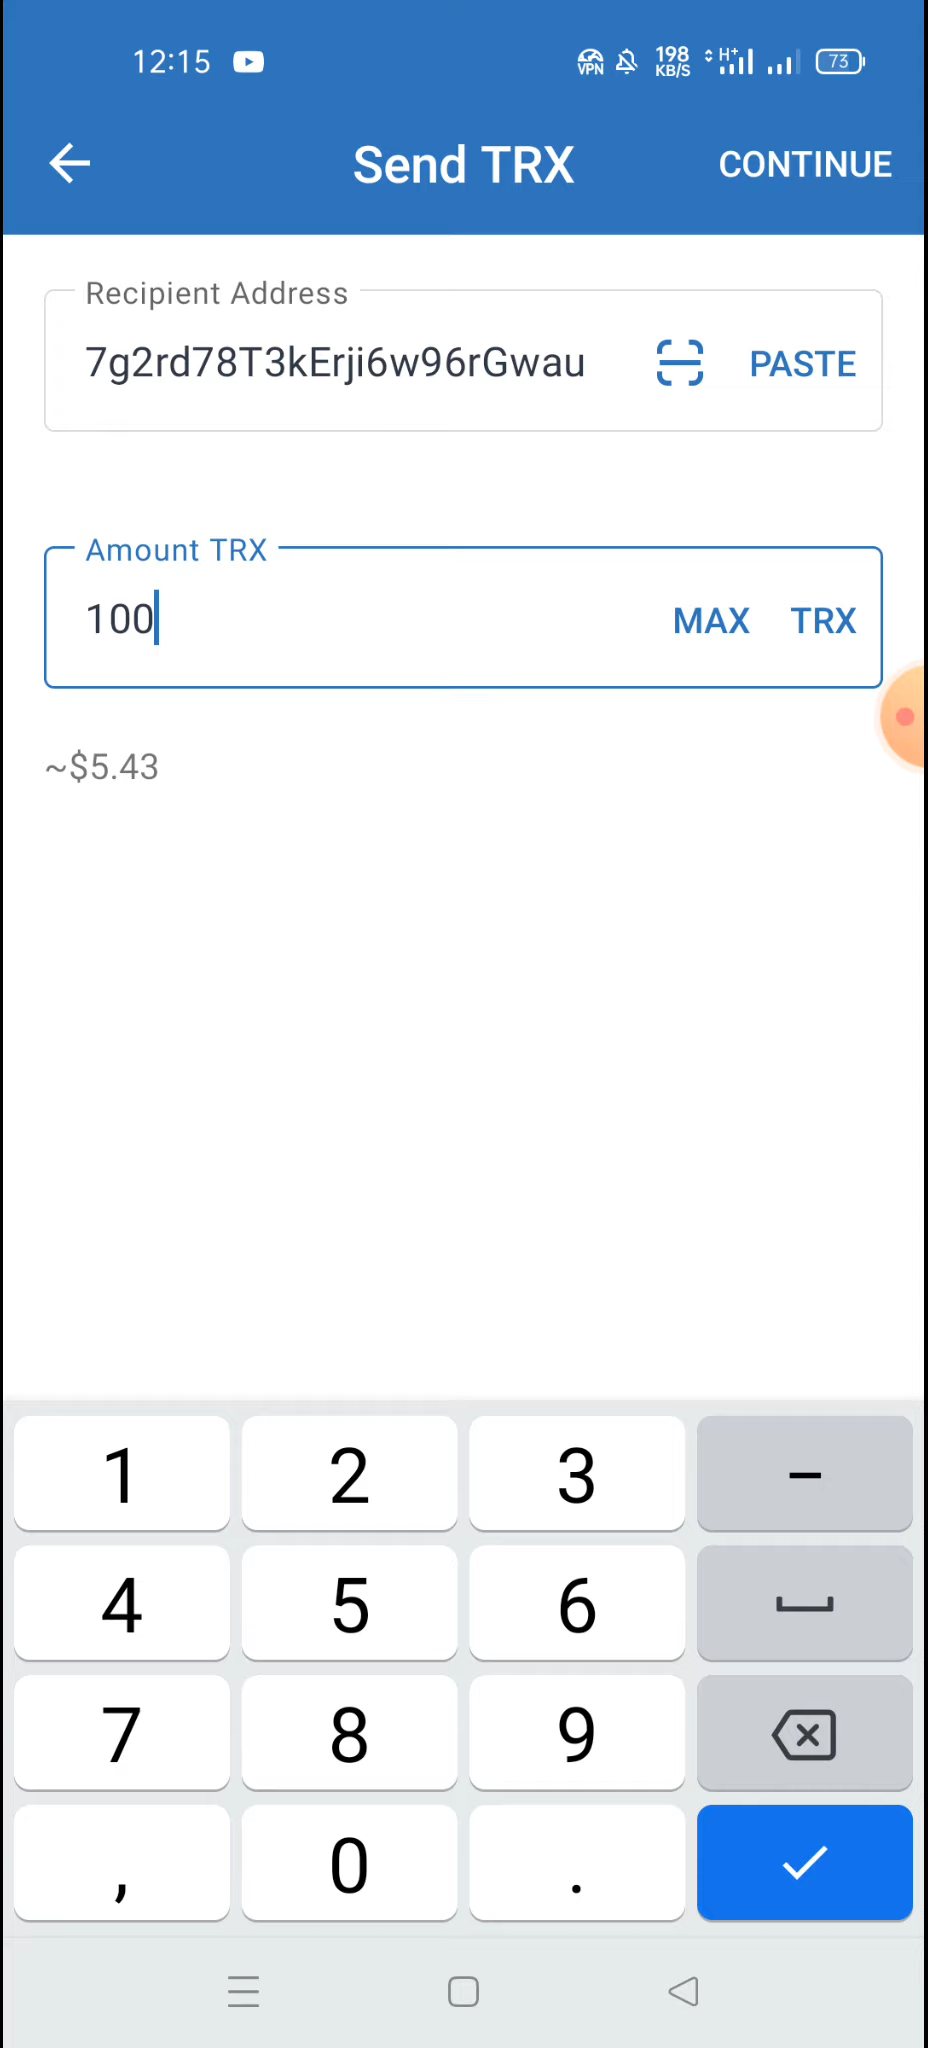 12:15 VPN 198 KB/S H+ 73
Send TRX CONTINUE
Recipient Address
7g2rd78T3kErji6w96rGwau PASTE
Amount TRX
100 MAX TRX
~$5.43
1 2 3 –
4 5 6
7 8 9
, 0 .